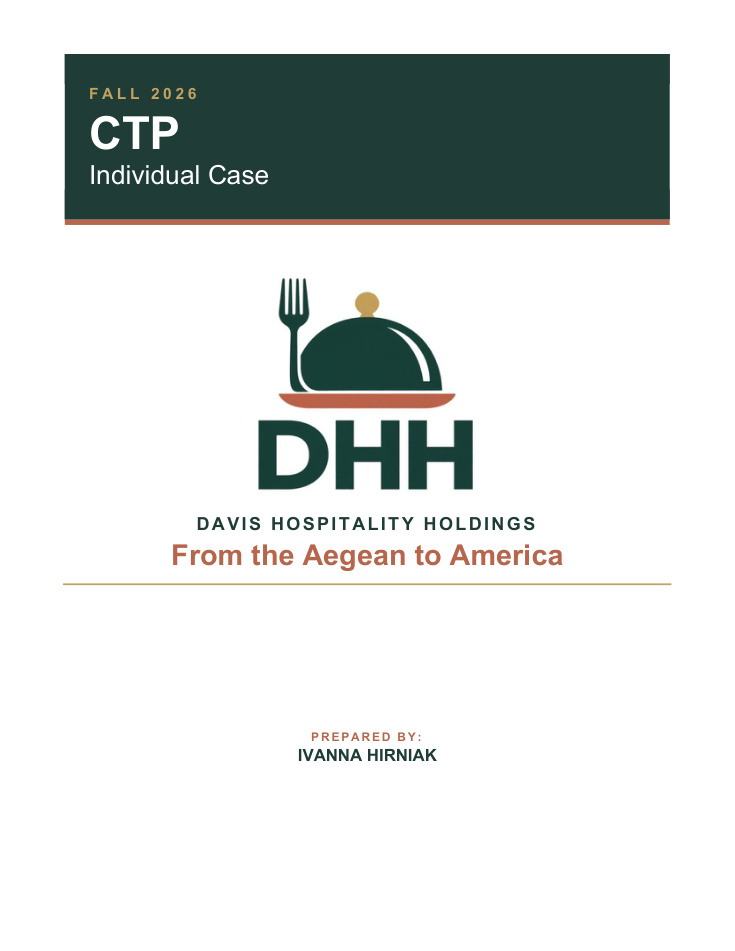 FALL 2026
CTP
Individual Case
DHH
DAVIS HOSPITALITY HOLDINGS
From the Aegean to America
PREPARED BY:
IVANNA HIRNIAK